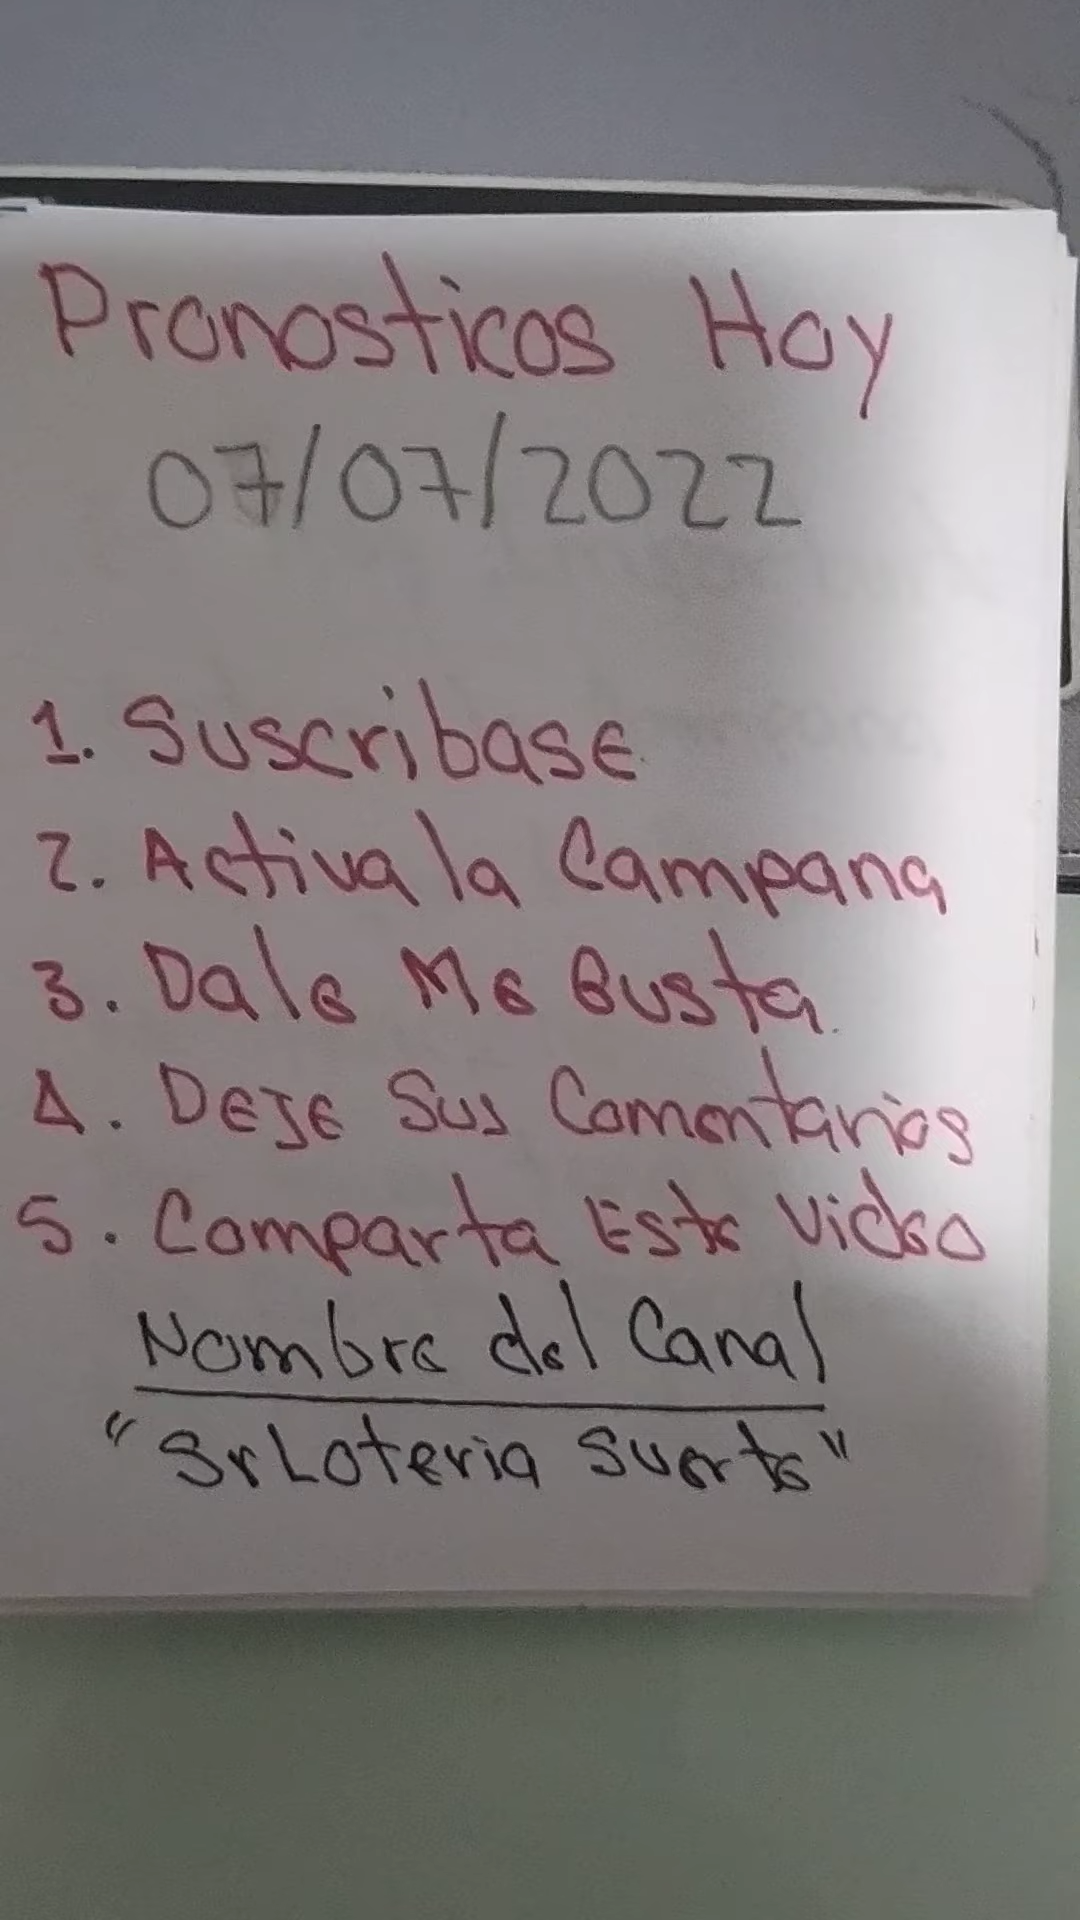 Pronosticos Hoy
07/07/2022
1. Suscribase
2. Activa la Campana
3. Dale Me Gusta.
4. DEJE Sus Comentarios
5. Comparta Este Video
Nombre del Canal
"SrLoteria Suerte"